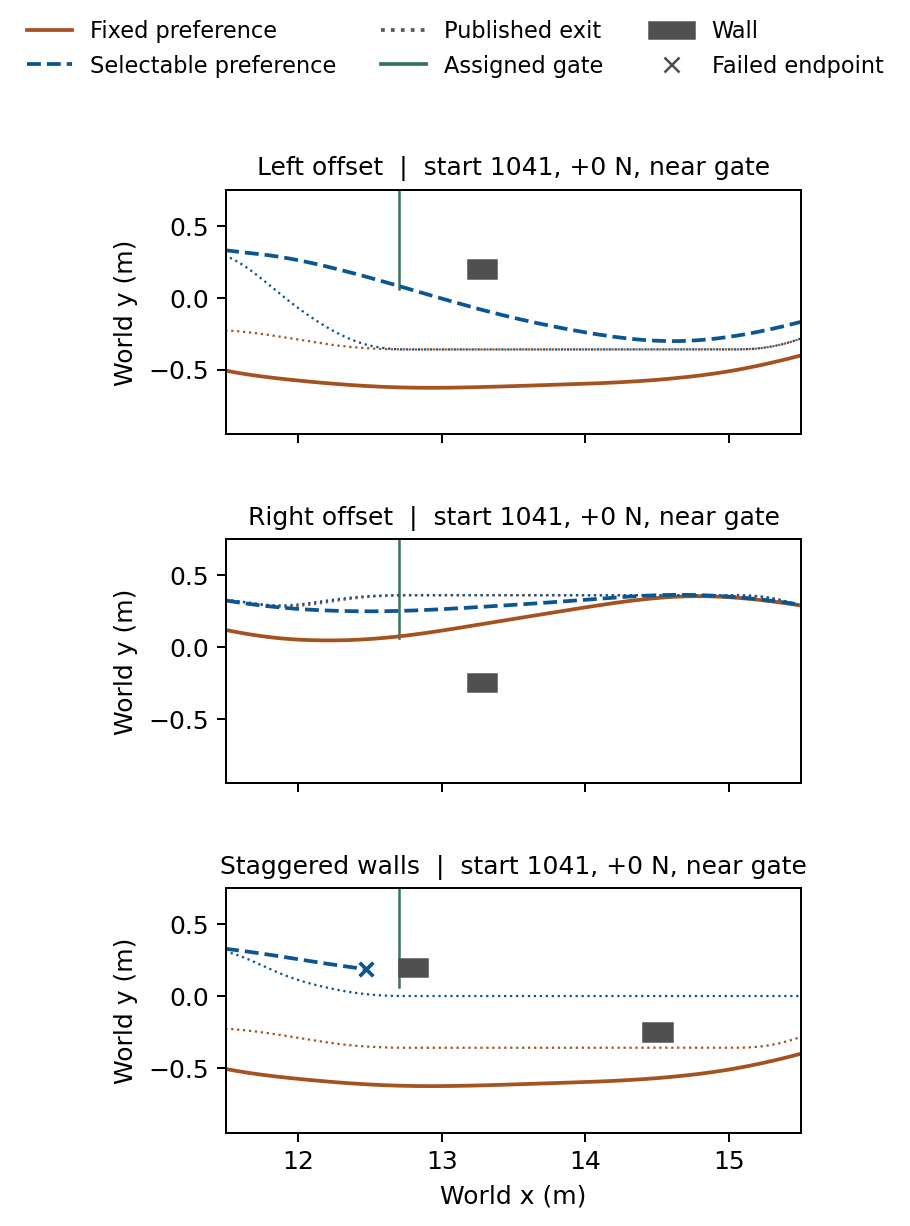 Fixed preference
Selectable preference
Published exit
Assigned gate
Wall
Failed endpoint
Left offset | start 1041, +0 N, near gate
World y (m)
0.5
0.0
−0.5
Right offset | start 1041, +0 N, near gate
World y (m)
0.5
0.0
−0.5
Staggered walls | start 1041, +0 N, near gate
World y (m)
0.5
0.0
−0.5
12 13 14 15
World x (m)